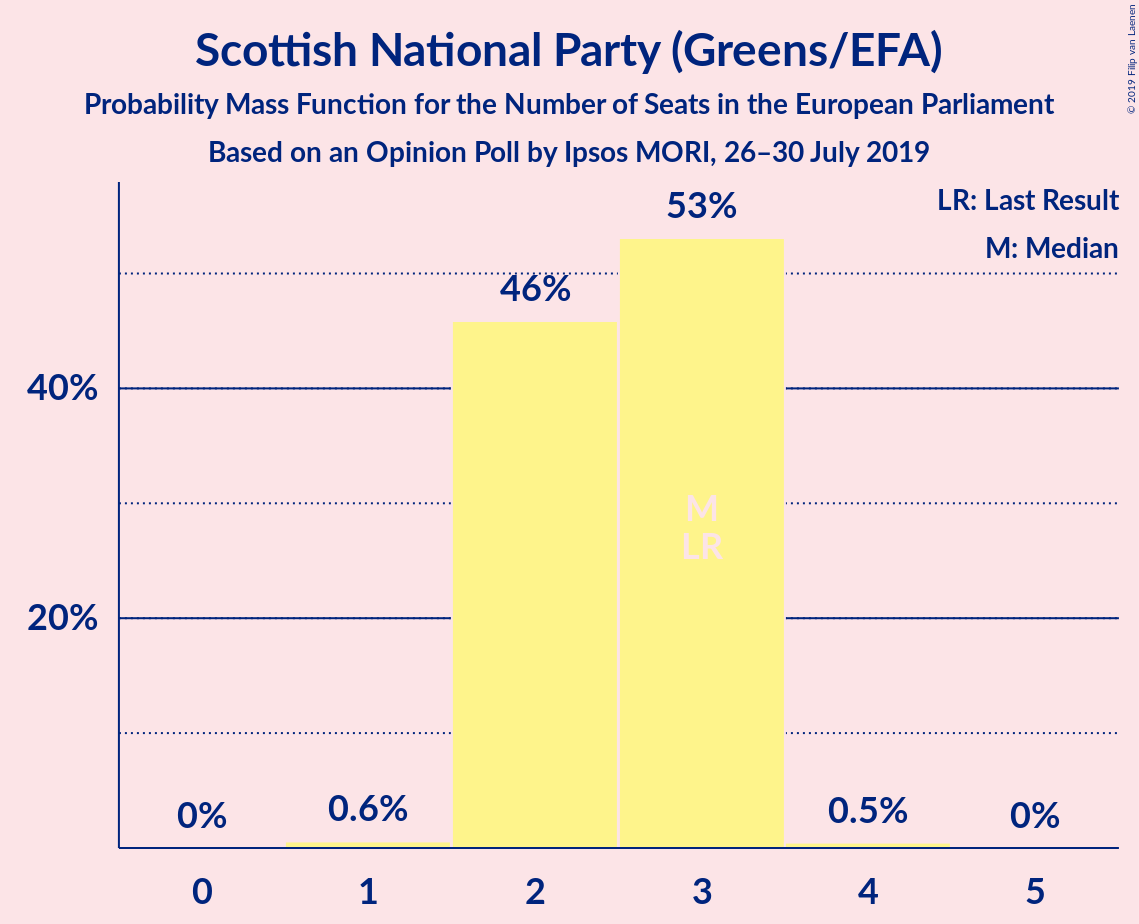 Scottish National Party (Greens/EFA)
Probability Mass Function for the Number of Seats in the European Parliament
Based on an Opinion Poll by Ipsos MORI, 26–30 July 2019
© 2019 Filip van Laenen
LR: Last Result
M: Median
53%
46%
40%
M
LR
20%
0%
0.6%
0.5%
0%
0
1
2
3
4
5